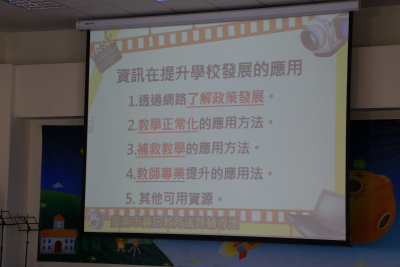 資訊在提升學校發展的應用
1.透過網路了解政策發展。
2.教學正常化的應用方法。
3.補救教學的應用方法。
4.教師專業提升的應用方法。
5. 其他可用資源。